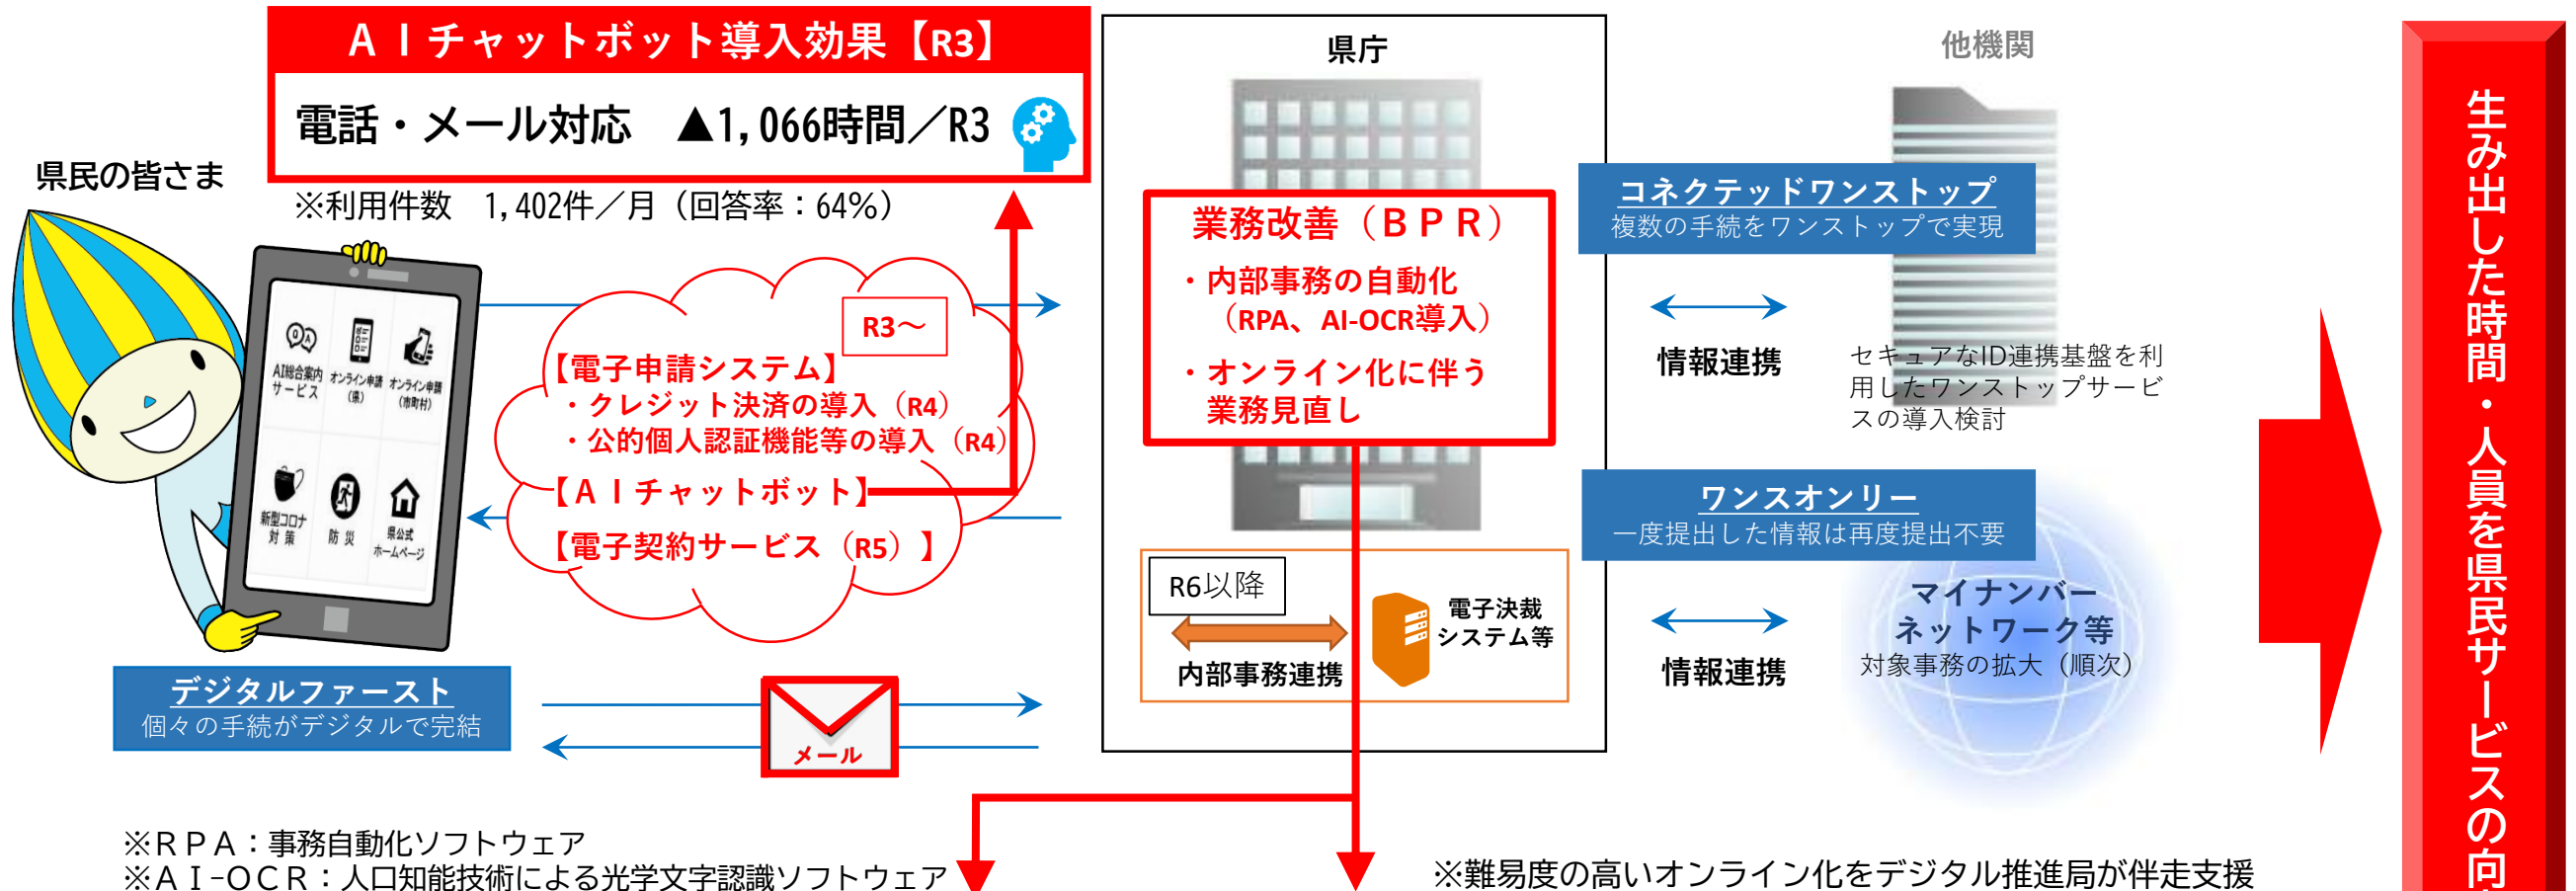 ＡＩチャットボット導入効果【R3】
電話・メール対応　▲1,066時間／R3
※利用件数　1,402件／月（回答率：64%）
県民の皆さま
AI総合案内
サービス
オンライン申請
（県）
オンライン申請
（市町村）
新型コロナ
対策
防災
県公式
ホームページ
R3～
【電子申請システム】
・クレジット決済の導入（R4）
・公的個人認証機能等の導入（R4）
【ＡＩチャットボット】
【電子契約サービス（R5）】
デジタルファースト
個々の手続がデジタルで完結
メール
県庁
業務改善（ＢＰＲ）
・内部事務の自動化
（RPA、AI-OCR導入）
・オンライン化に伴う
業務見直し
R6以降
内部事務連携
電子決裁
システム等
他機関
コネクテッドワンストップ
複数の手続をワンストップで実現
情報連携
セキュアなID連携基盤を利
用したワンストップサービ
スの導入検討
ワンスオンリー
一度提出した情報は再度提出不要
情報連携
マイナンバー
ネットワーク等
対象事務の拡大（順次）
生み出した時間・人員を県民サービスの向
※ＲＰＡ：事務自動化ソフトウェア
※ＡＩ-ＯＣＲ：人口知能技術による光学文字認識ソフトウェア
※難易度の高いオンライン化をデジタル推進局が伴走支援